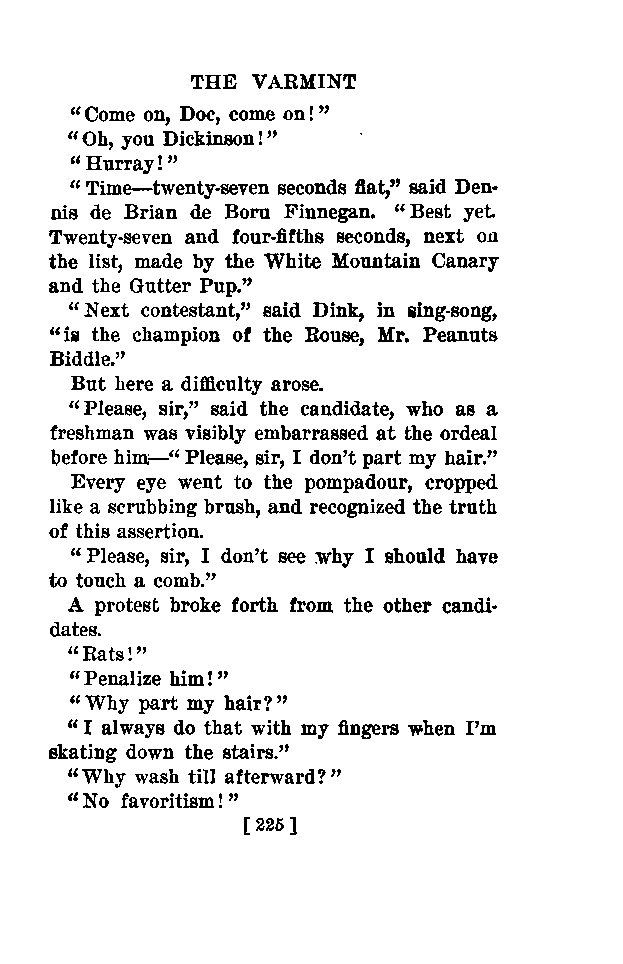 THE VARMINT
"Come on, Doc, come on!"
"Oh, you Dickinson!"
"Hurray!"
"Time—twenty-seven seconds flat," said Den-
nis de Brian de Boru Finnegan. "Best yet.
Twenty-seven and four-fifths seconds, next on
the list, made by the White Mountain Canary
and the Gutter Pup."
"Next contestant," said Dink, in sing-song,
"is the champion of the Rouse, Mr. Peanuts
Biddle."
But here a difficulty arose.
"Please, sir," said the candidate, who as a
freshman was visibly embarrassed at the ordeal
before him;—"Please, sir, I don't part my hair."
Every eye went to the pompadour, cropped
like a scrubbing brush, and recognized the truth
of this assertion.
"Please, sir, I don't see why I should have
to touch a comb."
A protest broke forth from the other candi-
dates.
"Rats!"
"Penalize him!"
"Why part my hair?"
"I always do that with my fingers when I'm
skating down the stairs."
"Why wash till afterward?"
"No favoritism!"
[225]